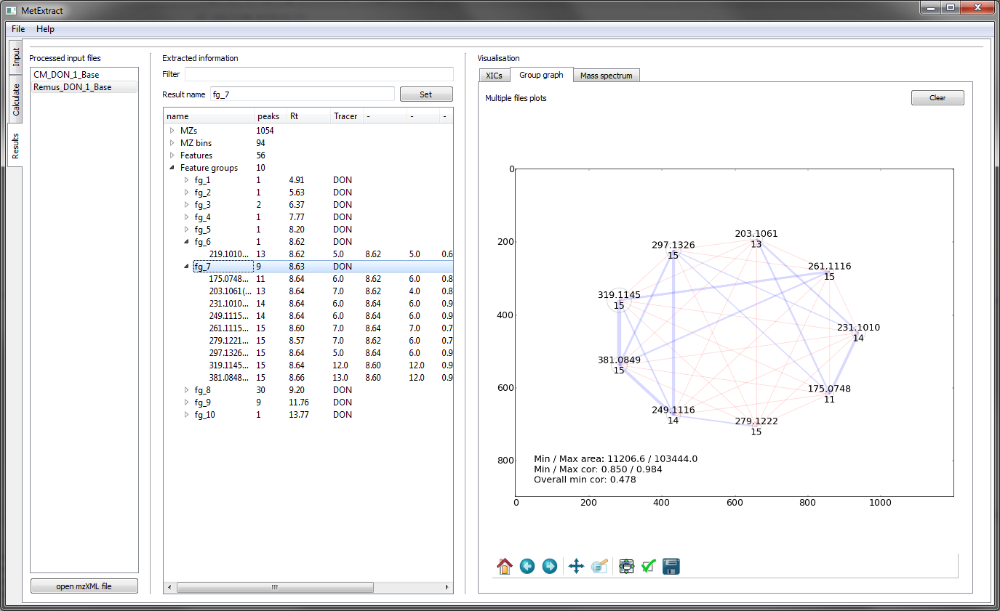 MetExtract
File Help
Input
Calculate
Results
Processed input files
CM_DON_1_Base
Remus_DON_1_Base
open mzXML file
Extracted information
Filter
Result name fg_7 Set
name peaks Rt Tracer - - -
MZs 1054
MZ bins 94
Features 56
Feature groups 10
fg_1 1 4.91 DON
fg_2 1 5.63 DON
fg_3 2 6.37 DON
fg_4 1 7.77 DON
fg_5 1 8.20 DON
fg_6 1 8.62 DON
219.1010... 13 8.62 5.0 8.62 5.0 0.6
fg_7 9 8.63 DON
175.0748... 11 8.64 6.0 8.62 6.0 0.8
203.1061(... 13 8.64 7.0 8.62 4.0 0.8
231.1010... 14 8.64 6.0 8.64 6.0 0.9
249.1115... 14 8.64 6.0 8.64 6.0 0.9
261.1115... 15 8.60 7.0 8.64 7.0 0.7
279.1221... 15 8.57 7.0 8.62 6.0 0.7
297.1326... 15 8.64 5.0 8.64 6.0 0.9
319.1145... 15 8.64 12.0 8.60 12.0 0.9
381.0848... 15 8.66 13.0 8.60 12.0 0.9
fg_8 30 9.20 DON
fg_9 9 11.76 DON
fg_10 1 13.77 DON
Visualisation
XICs Group graph Mass spectrum
Multiple files plots Clear
0
200
400
600
800
203.1061
13
297.1326
15
261.1116
15
319.1145
15
231.1010
14
381.0849
15
175.0748
11
249.1116
14
279.1222
15
Min / Max area: 11206.6 / 103444.0
Min / Max cor: 0.850 / 0.984
Overall min cor: 0.478
0 200 400 600 800 1000